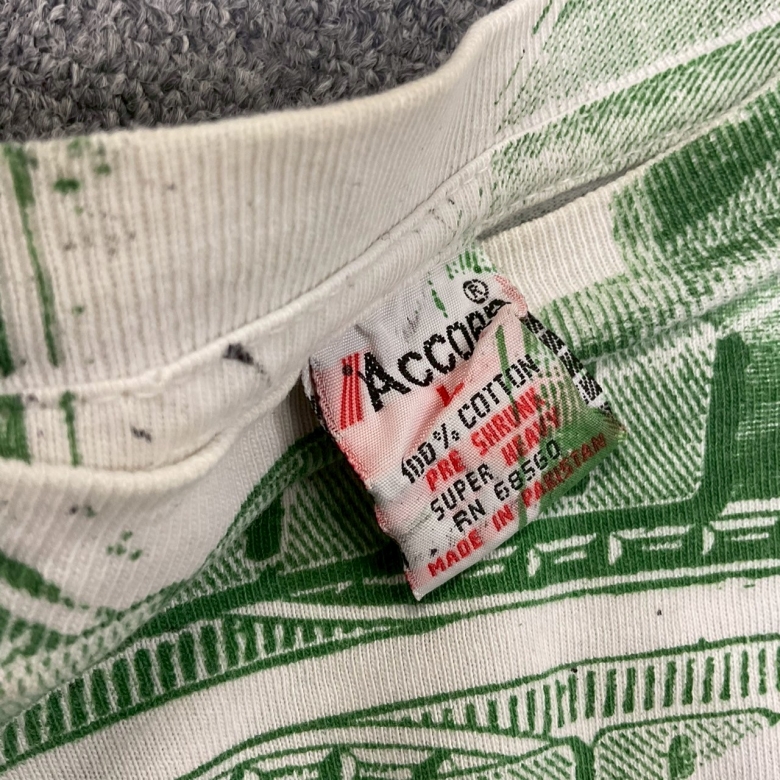 ACCORD®
L
100% COTTON
PRE SHRUNK
SUPER HEAVY
RN 68560
MADE IN PAKISTAN